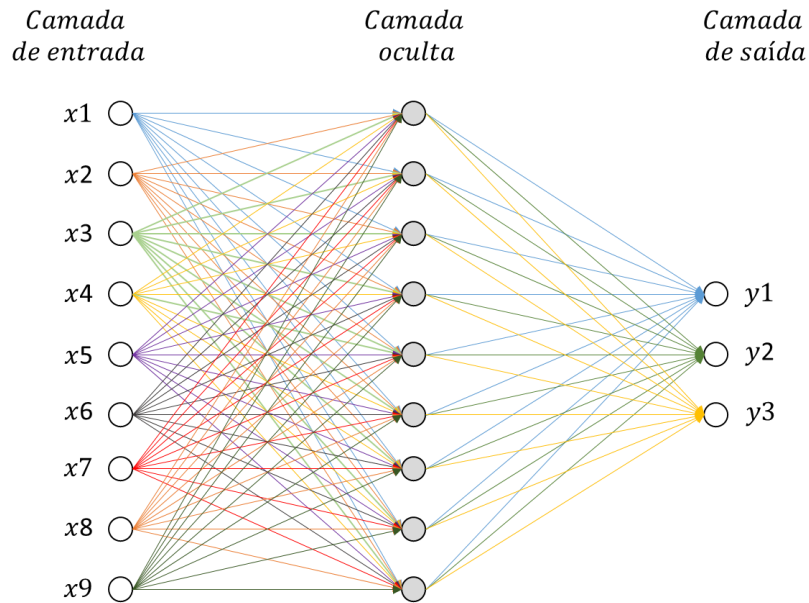 Camada
de entrada
Camada
oculta
Camada
de saída
x1
x2
x3
x4
x5
x6
x7
x8
x9
y1
y2
y3